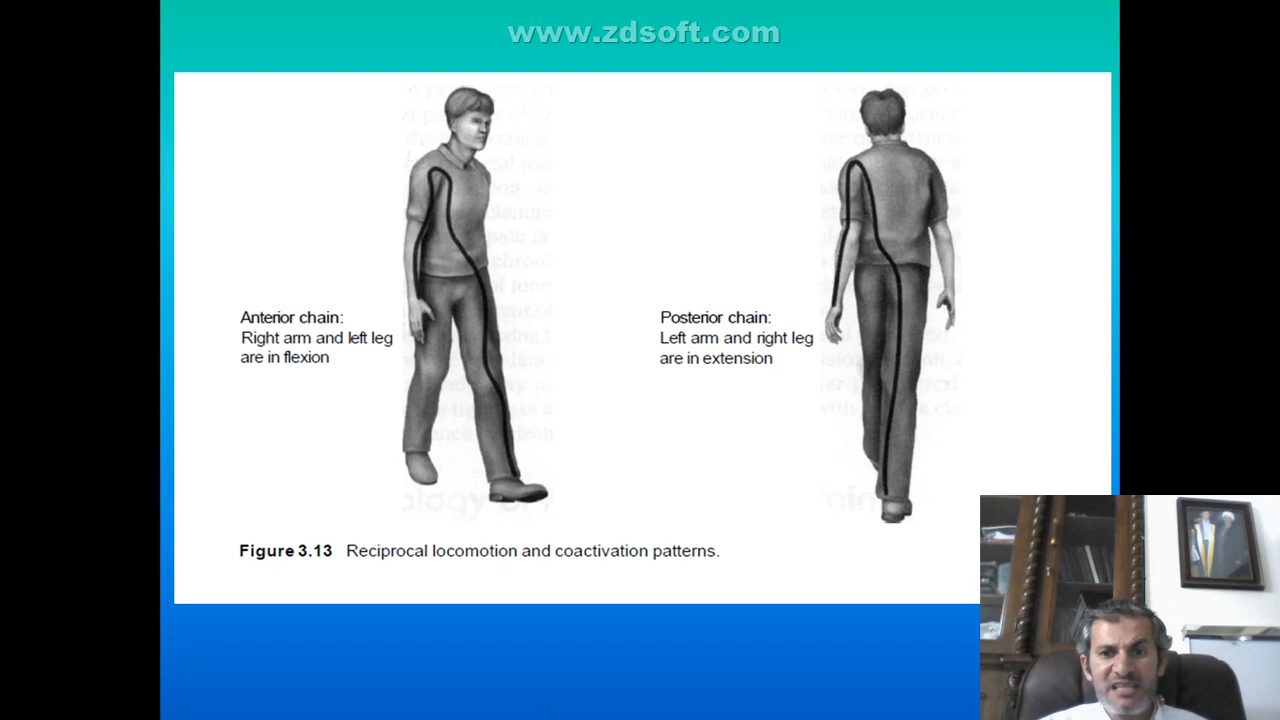 www.zdsoft.com
Anterior chain:
Right arm and left leg
are in flexion
Posterior chain:
Left arm and right leg
are in extension
Figure 3.13 Reciprocal locomotion and coactivation patterns.